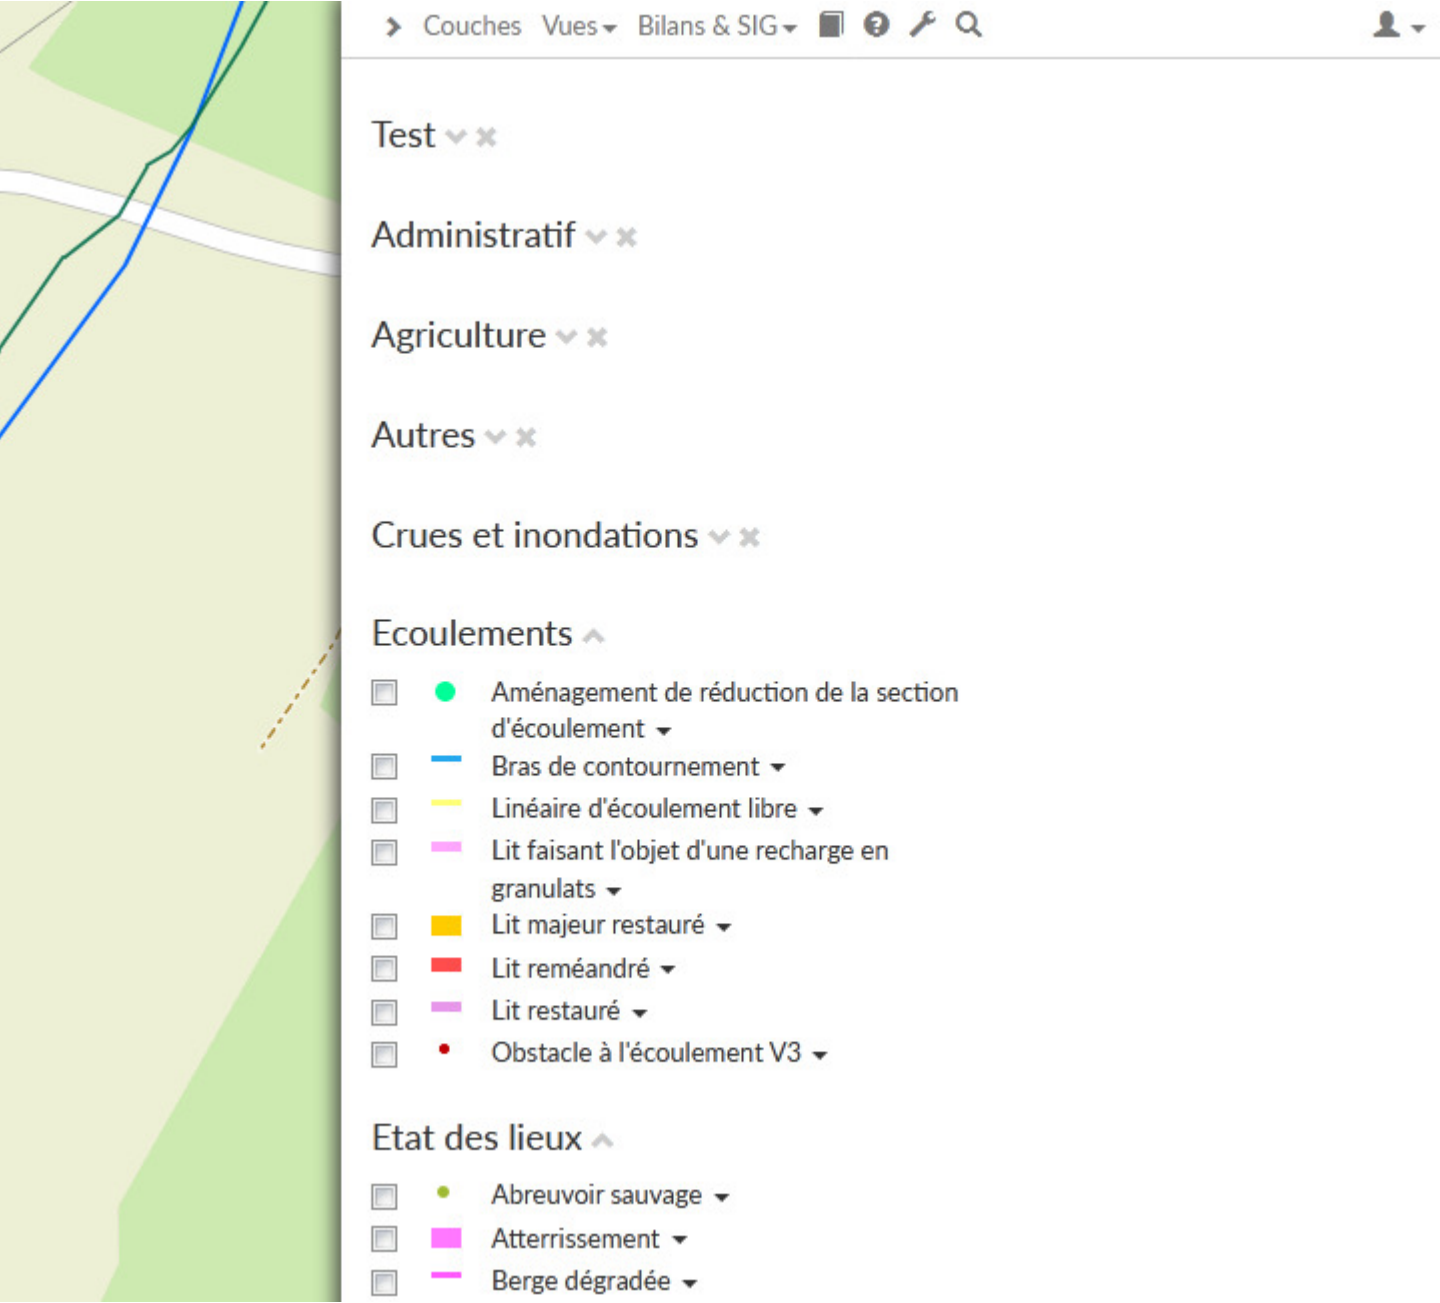 Couches Vues Bilans & SIG
Test
Administratif
Agriculture
Autres
Crues et inondations
Ecoulements
Aménagement de réduction de la section
d'écoulement
Bras de contournement
Linéaire d'écoulement libre
Lit faisant l'objet d'une recharge en
granulats
Lit majeur restauré
Lit reméandré
Lit restauré
Obstacle à l'écoulement V3
Etat des lieux
Abreuvoir sauvage
Atterrissement
Berge dégradée